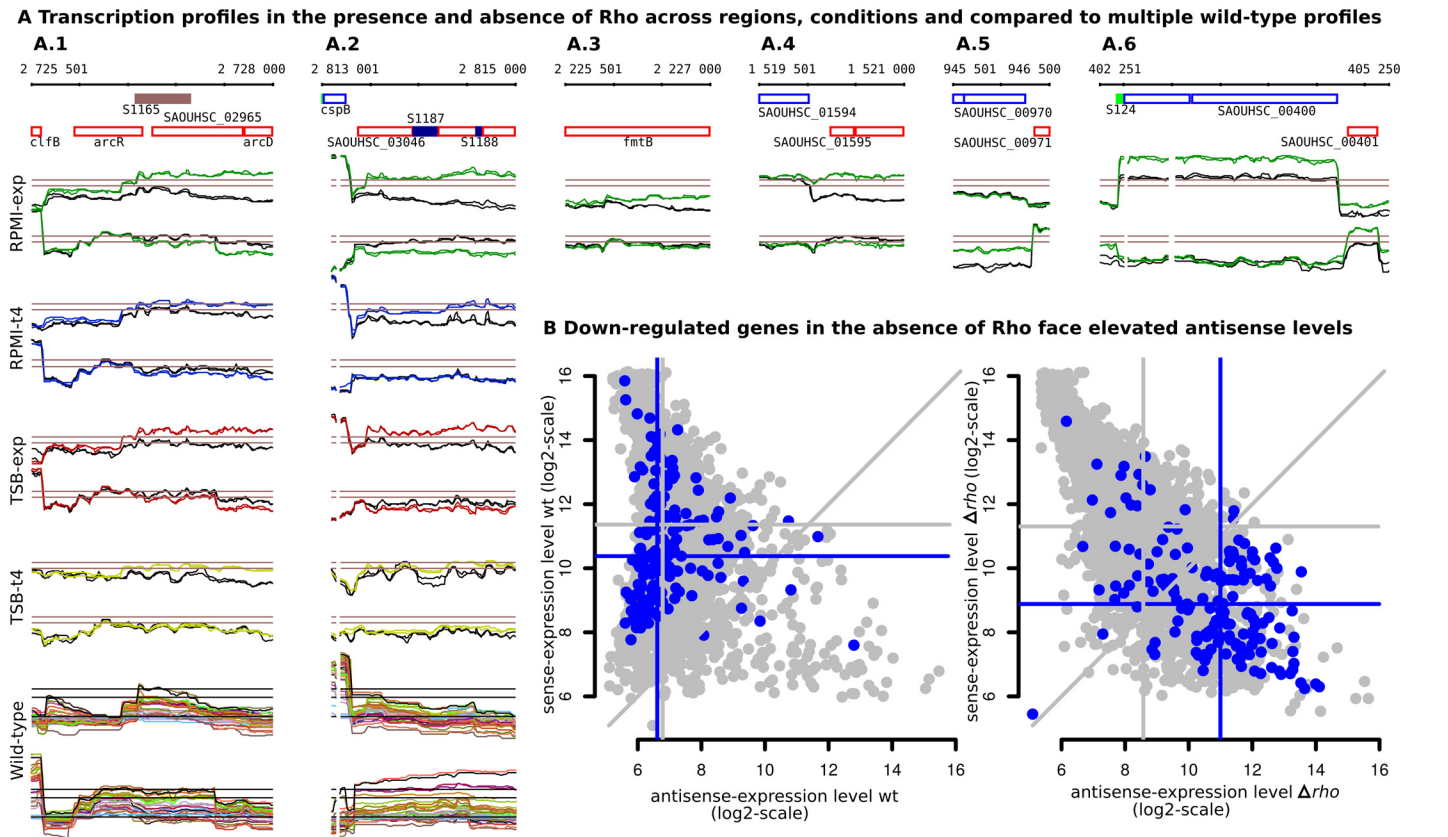 A Transcription profiles in the presence and absence of Rho across regions, conditions and compared to multiple wild-type profiles
A.1
A.2
A.3
A.4
A.5
A.6
2 725 501
2 728 000
2 813 001
2 815 000
2 225 501
2 227 000
1 519 501
1 521 000
945 501
946 500
402 251
405 250
S1165
SAOUHSC_02965
clfB
arcR
arcD
cspB
S1187
SAOUHSC_03046
S1188
fmtB
SAOUHSC_01594
SAOUHSC_01595
SAOUHSC_00970
SAOUHSC_00971
S124
SAOUHSC_00400
SAOUHSC_00401
RPMI-exp
RPMI-t4
TSB-exp
TSB-t4
Wild-type
B Down-regulated genes in the absence of Rho face elevated antisense levels
sense-expression level wt (log2-scale)
16
14
12
10
8
6
6
8
10
12
14
16
antisense-expression level wt
(log2-scale)
sense-expression level Δrho (log2-scale)
16
14
12
10
8
6
6
8
10
12
14
16
antisense-expression level Δrho
(log2-scale)